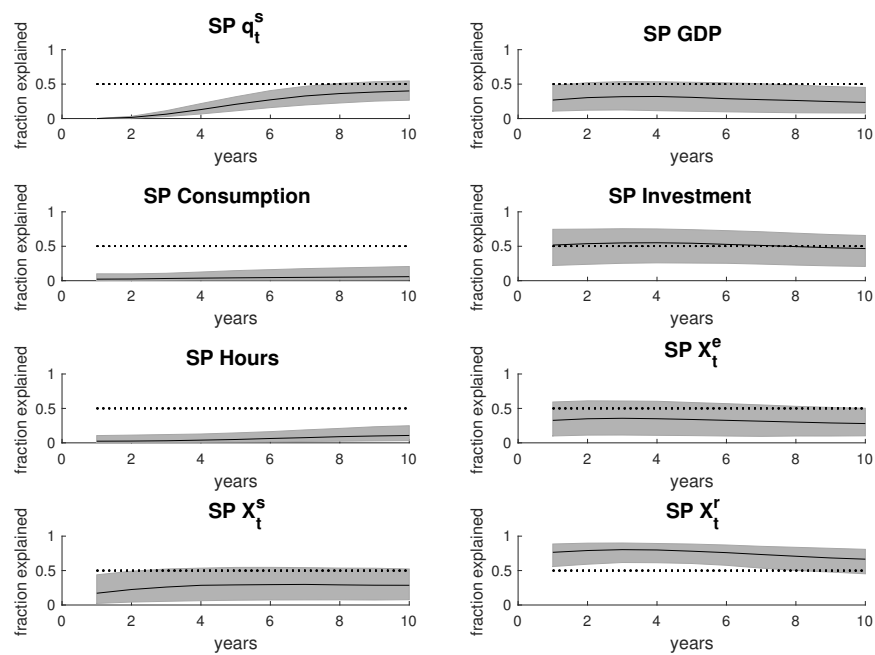 SP q_t^s
fraction explained
1
0.5
0
0 2 4 6 8 10
years
SP GDP
fraction explained
1
0.5
0
0 2 4 6 8 10
years
SP Consumption
fraction explained
1
0.5
0
0 2 4 6 8 10
years
SP Investment
fraction explained
1
0.5
0
0 2 4 6 8 10
years
SP Hours
fraction explained
1
0.5
0
0 2 4 6 8 10
years
SP X_t^e
fraction explained
1
0.5
0
0 2 4 6 8 10
years
SP X_t^s
fraction explained
1
0.5
0
0 2 4 6 8 10
years
SP X_t^r
fraction explained
1
0.5
0
0 2 4 6 8 10
years